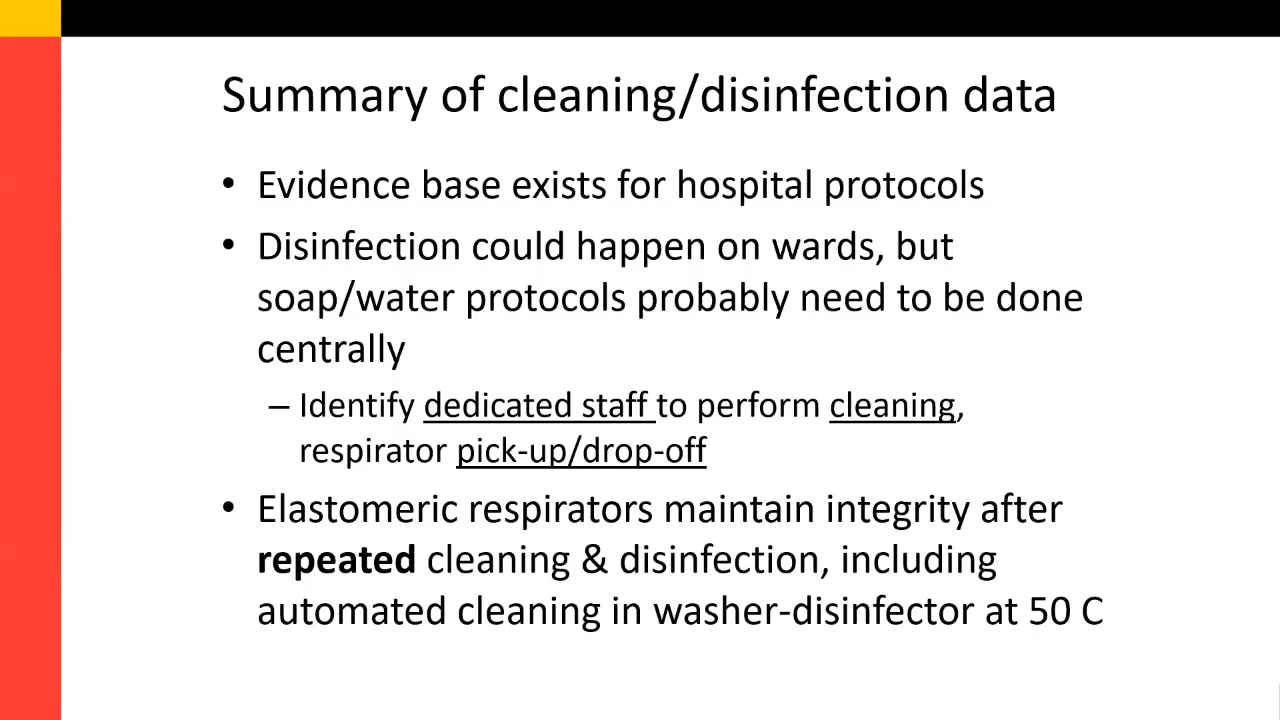 Summary of cleaning/disinfection data
• Evidence base exists for hospital protocols
• Disinfection could happen on wards, but
soap/water protocols probably need to be done
centrally
– Identify dedicated staff to perform cleaning,
respirator pick-up/drop-off
• Elastomeric respirators maintain integrity after
repeated cleaning & disinfection, including
automated cleaning in washer-disinfector at 50 C